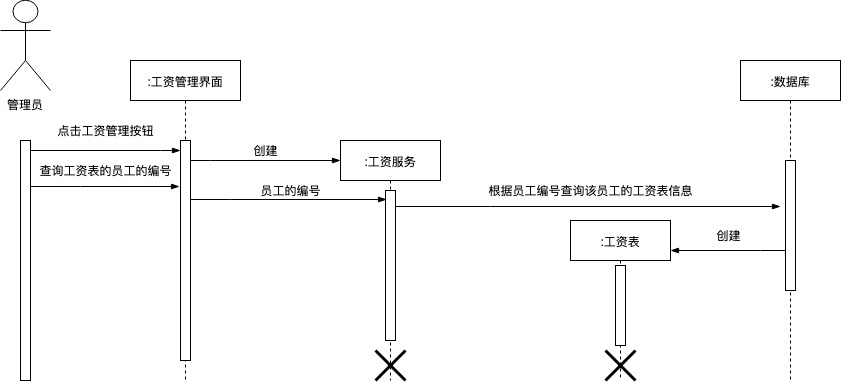 :工资管理界面
:数据库
管理员
点击工资管理按钮
创建
:工资服务
查询工资表的员工的编号
员工的编号
根据员工编号查询该员工的工资表信息
:工资表
创建